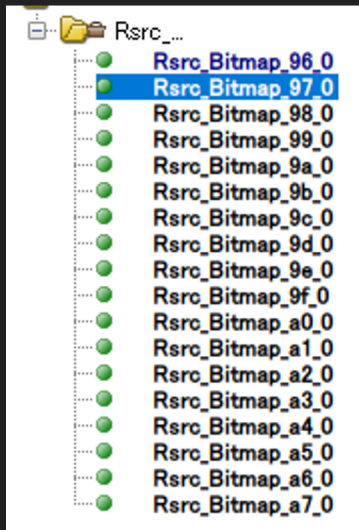 Rsrc_...
Rsrc_Bitmap_96_0
Rsrc_Bitmap_97_0
Rsrc_Bitmap_98_0
Rsrc_Bitmap_99_0
Rsrc_Bitmap_9a_0
Rsrc_Bitmap_9b_0
Rsrc_Bitmap_9c_0
Rsrc_Bitmap_9d_0
Rsrc_Bitmap_9e_0
Rsrc_Bitmap_9f_0
Rsrc_Bitmap_a0_0
Rsrc_Bitmap_a1_0
Rsrc_Bitmap_a2_0
Rsrc_Bitmap_a3_0
Rsrc_Bitmap_a4_0
Rsrc_Bitmap_a5_0
Rsrc_Bitmap_a6_0
Rsrc_Bitmap_a7_0